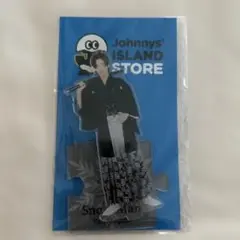 Johnnys'
ISLAND
STORE
Snow Man